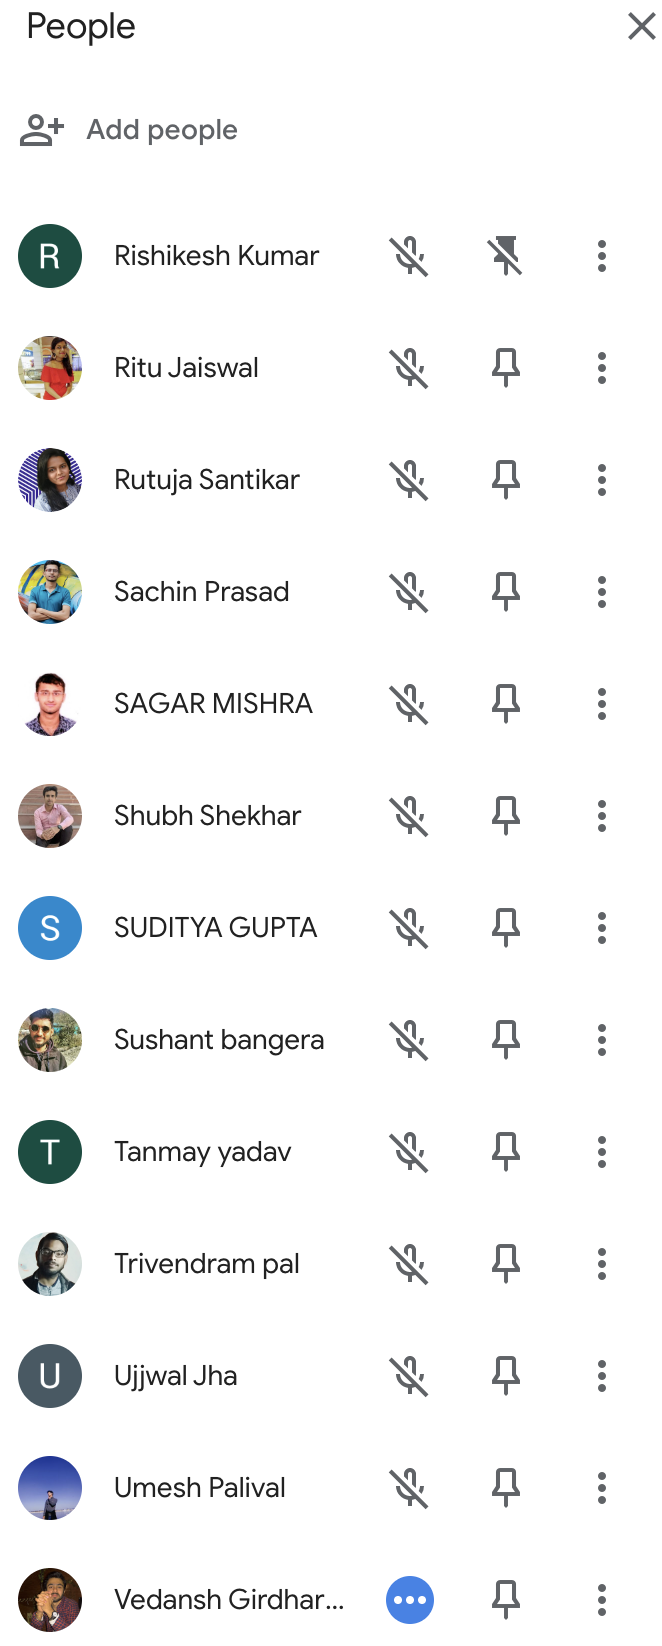 People
Add people
R Rishikesh Kumar
Ritu Jaiswal
Rutuja Santikar
Sachin Prasad
SAGAR MISHRA
Shubh Shekhar
S SUDITYA GUPTA
Sushant bangera
T Tanmay yadav
Trivendram pal
U Ujjwal Jha
Umesh Palival
Vedansh Girdhar...